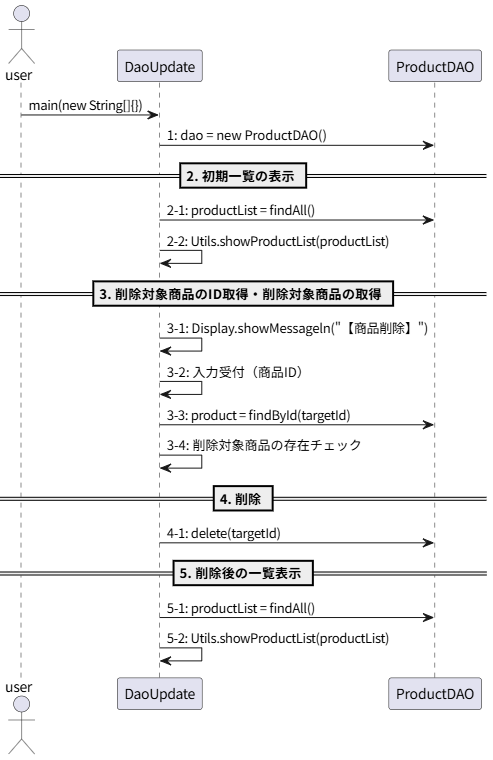 user
DaoUpdate
ProductDAO
main(new String[]{})
1: dao = new ProductDAO()
2. 初期一覧の表示
2-1: productList = findAll()
2-2: Utils.showProductList(productList)
3. 削除対象商品のID取得・削除対象商品の取得
3-1: Display.showMessageln("【商品削除】")
3-2: 入力受付（商品ID）
3-3: product = findById(targetId)
3-4: 削除対象商品の存在チェック
4. 削除
4-1: delete(targetId)
5. 削除後の一覧表示
5-1: productList = findAll()
5-2: Utils.showProductList(productList)
user
DaoUpdate
ProductDAO